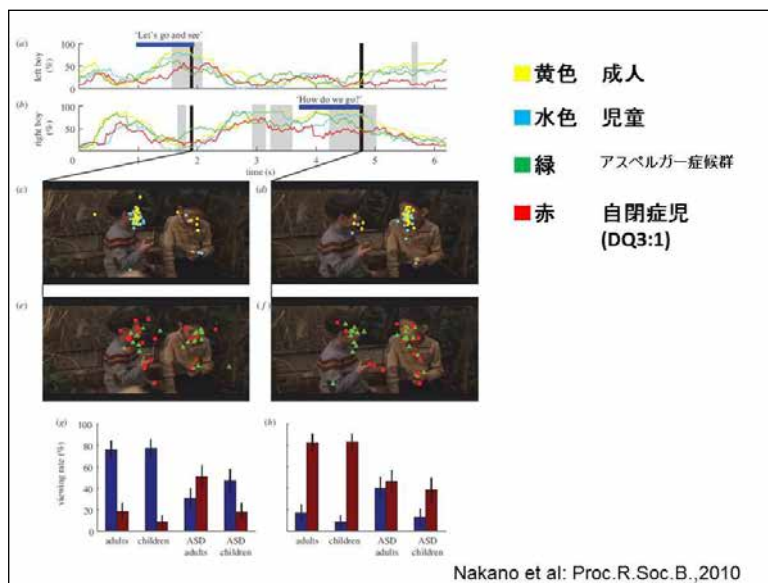 'Let's go and see'
(a)
left boy
(%)
100
50
'How do we go?'
(b)
right boy
(%)
100
50
0 1 2 3 4 5 6
time (s)
(c)
(d)
(e)
(f)
(g)
viewing rate (%)
100
80
60
40
20
0
adults children ASD adults ASD children
(h)
adults children ASD adults ASD children
黄色 成人
水色 児童
緑 アスペルガー症候群
赤 自閉症児
(DQ3:1)
Nakano et al: Proc.R.Soc.B.,2010